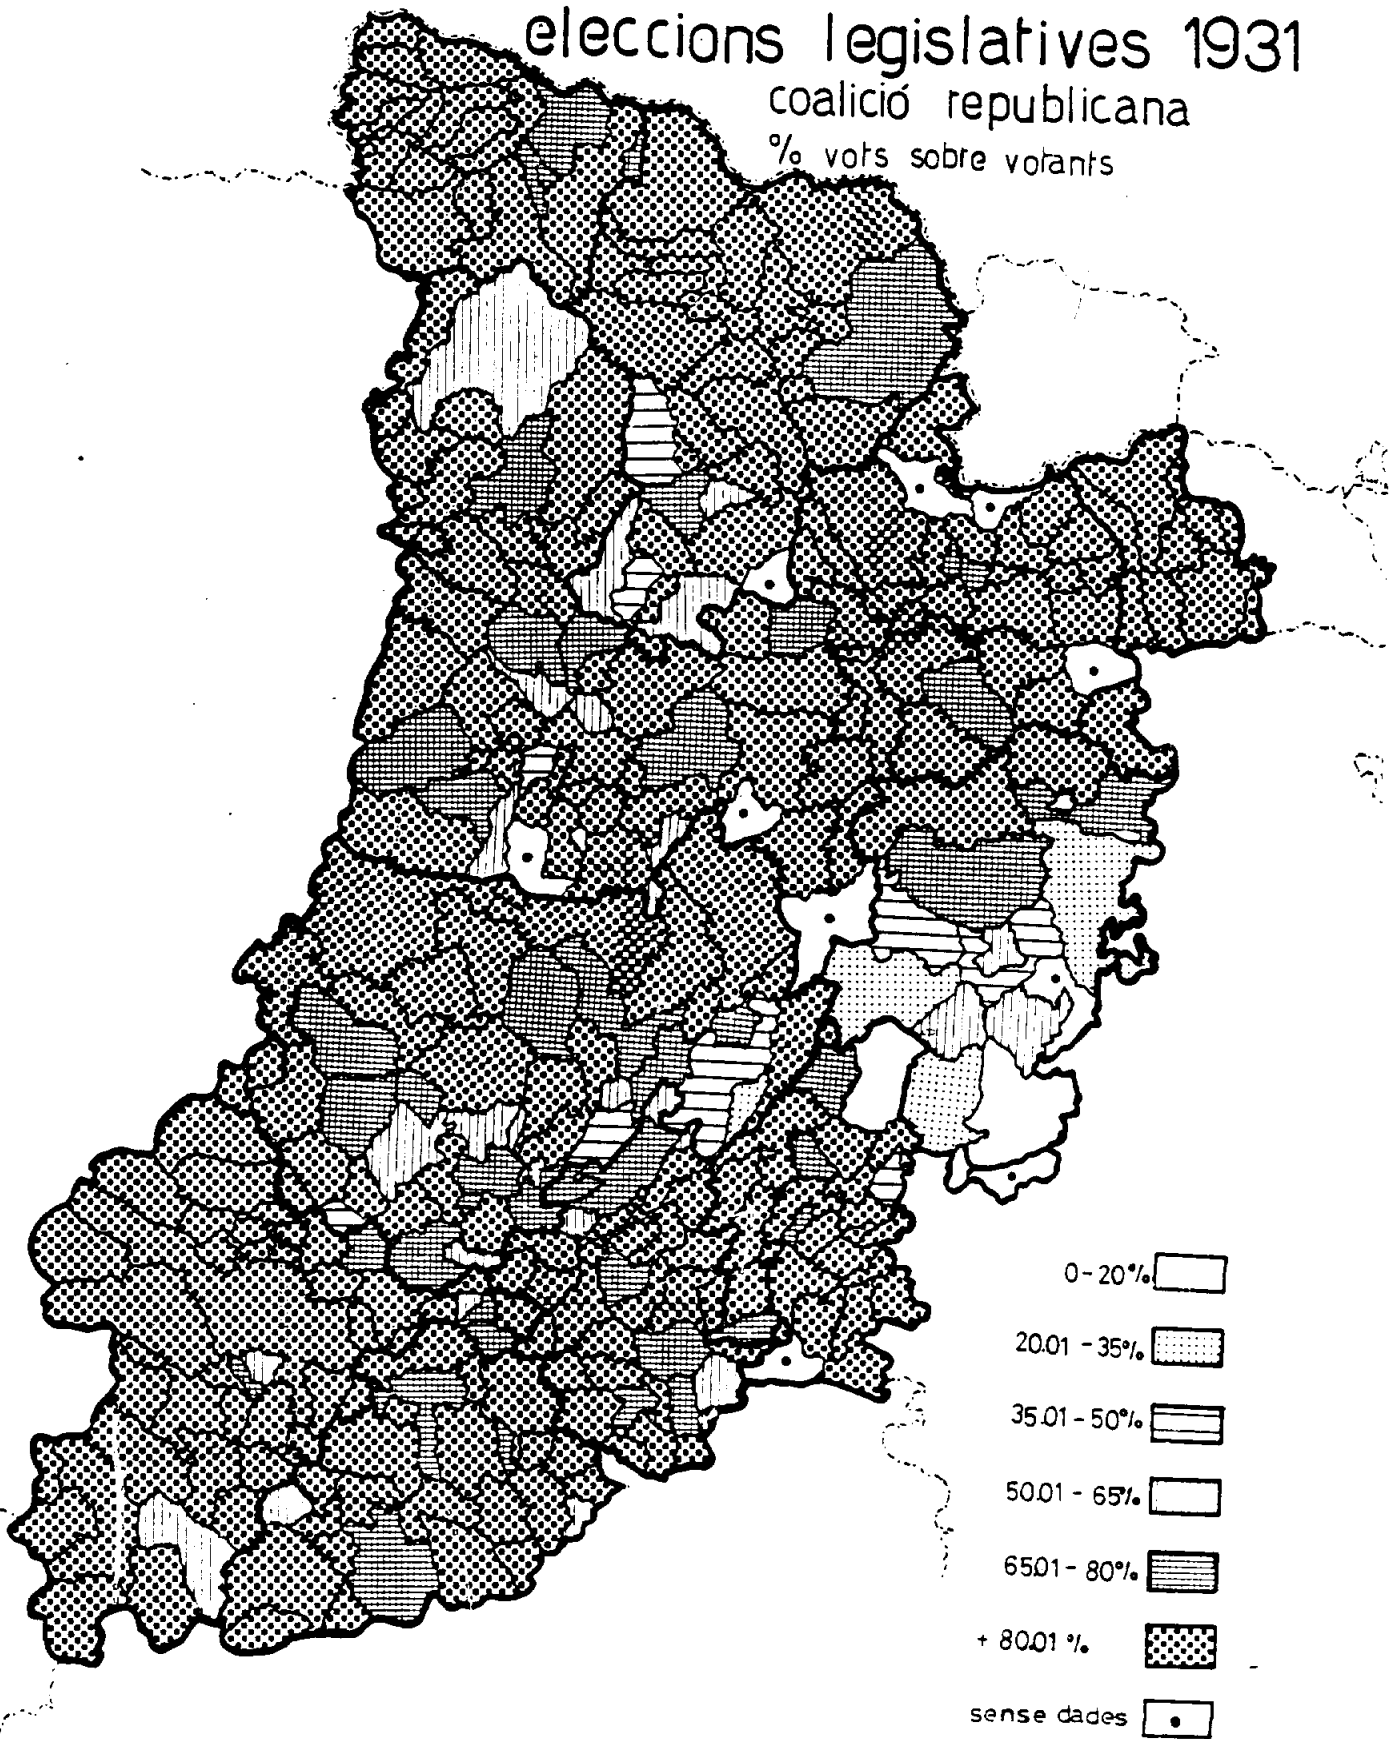 eleccions legislatives 1931
coalició republicana
% vots sobre votants
0-20%
20.01 - 35%
35.01 - 50%
50.01 - 65%
65.01 - 80%
+ 80.01 %
sense dades